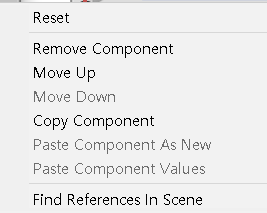 Reset
Remove Component
Move Up
Move Down
Copy Component
Paste Component As New
Paste Component Values
Find References In Scene